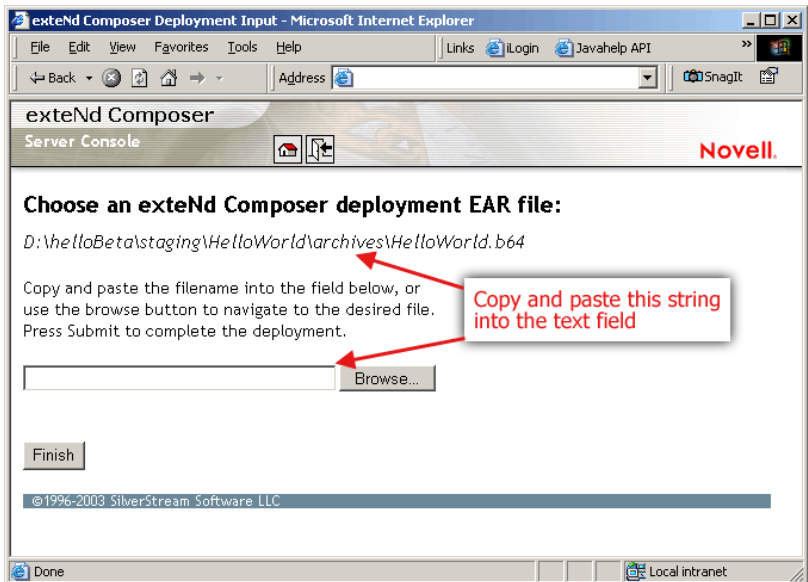 exteNd Composer Deployment Input - Microsoft Internet Explorer
File Edit View Favorites Tools Help Links iLogin Javahelp API »
Back Address SnagIt
exteNd Composer
Server Console
Novell.
Choose an exteNd Composer deployment EAR file:
D:\helloBeta\staging\HelloWorld\archives\HelloWorld.b64
Copy and paste the filename into the field below, or
use the browse button to navigate to the desired file.
Press Submit to complete the deployment.
Copy and paste this string
into the text field
Browse...
Finish
©1996-2003 SilverStream Software LLC
Done Local intranet